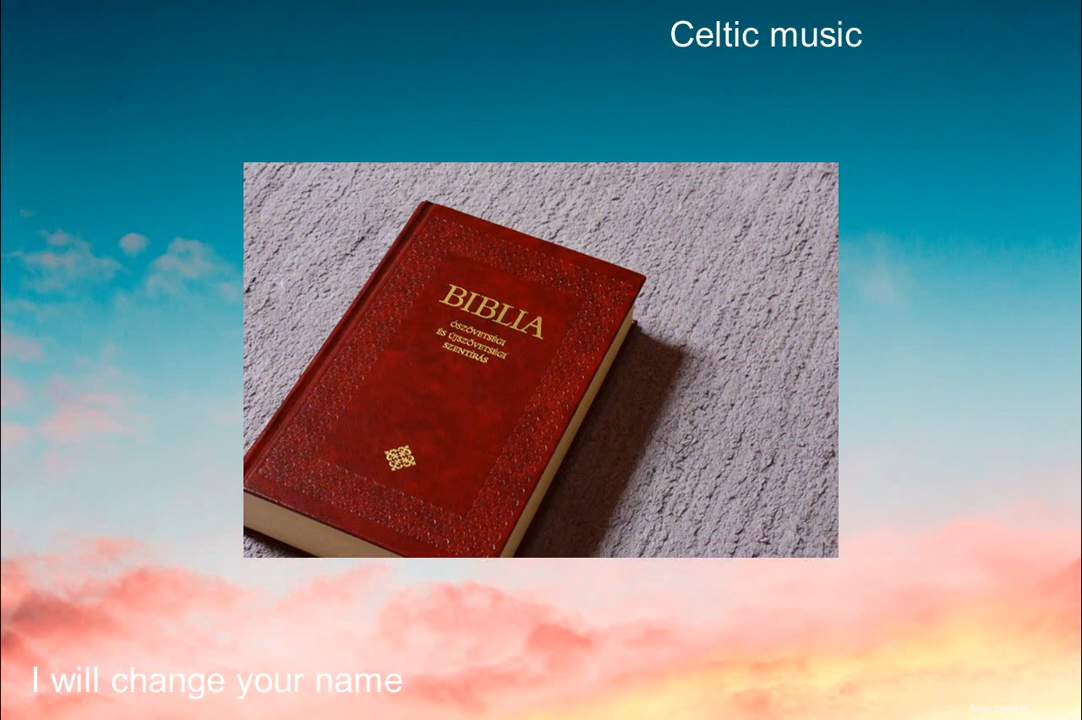 Celtic music
BIBLIA
ÓSZÖVETSÉGI
ÉS ÚJSZÖVETSÉGI
SZENTÍRÁS
I will change your name